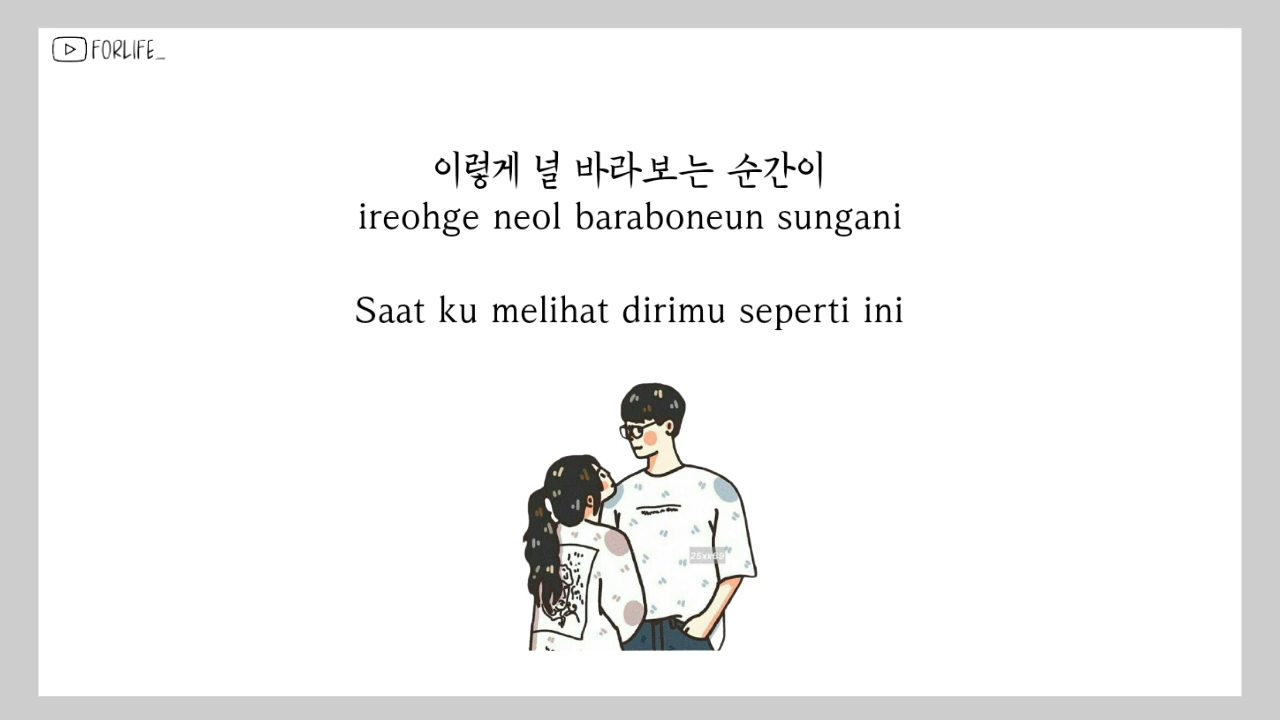 FORLIFE_
이렇게 널 바라보는 순간이
ireohge neol baraboneun sungani
Saat ku melihat dirimu seperti ini